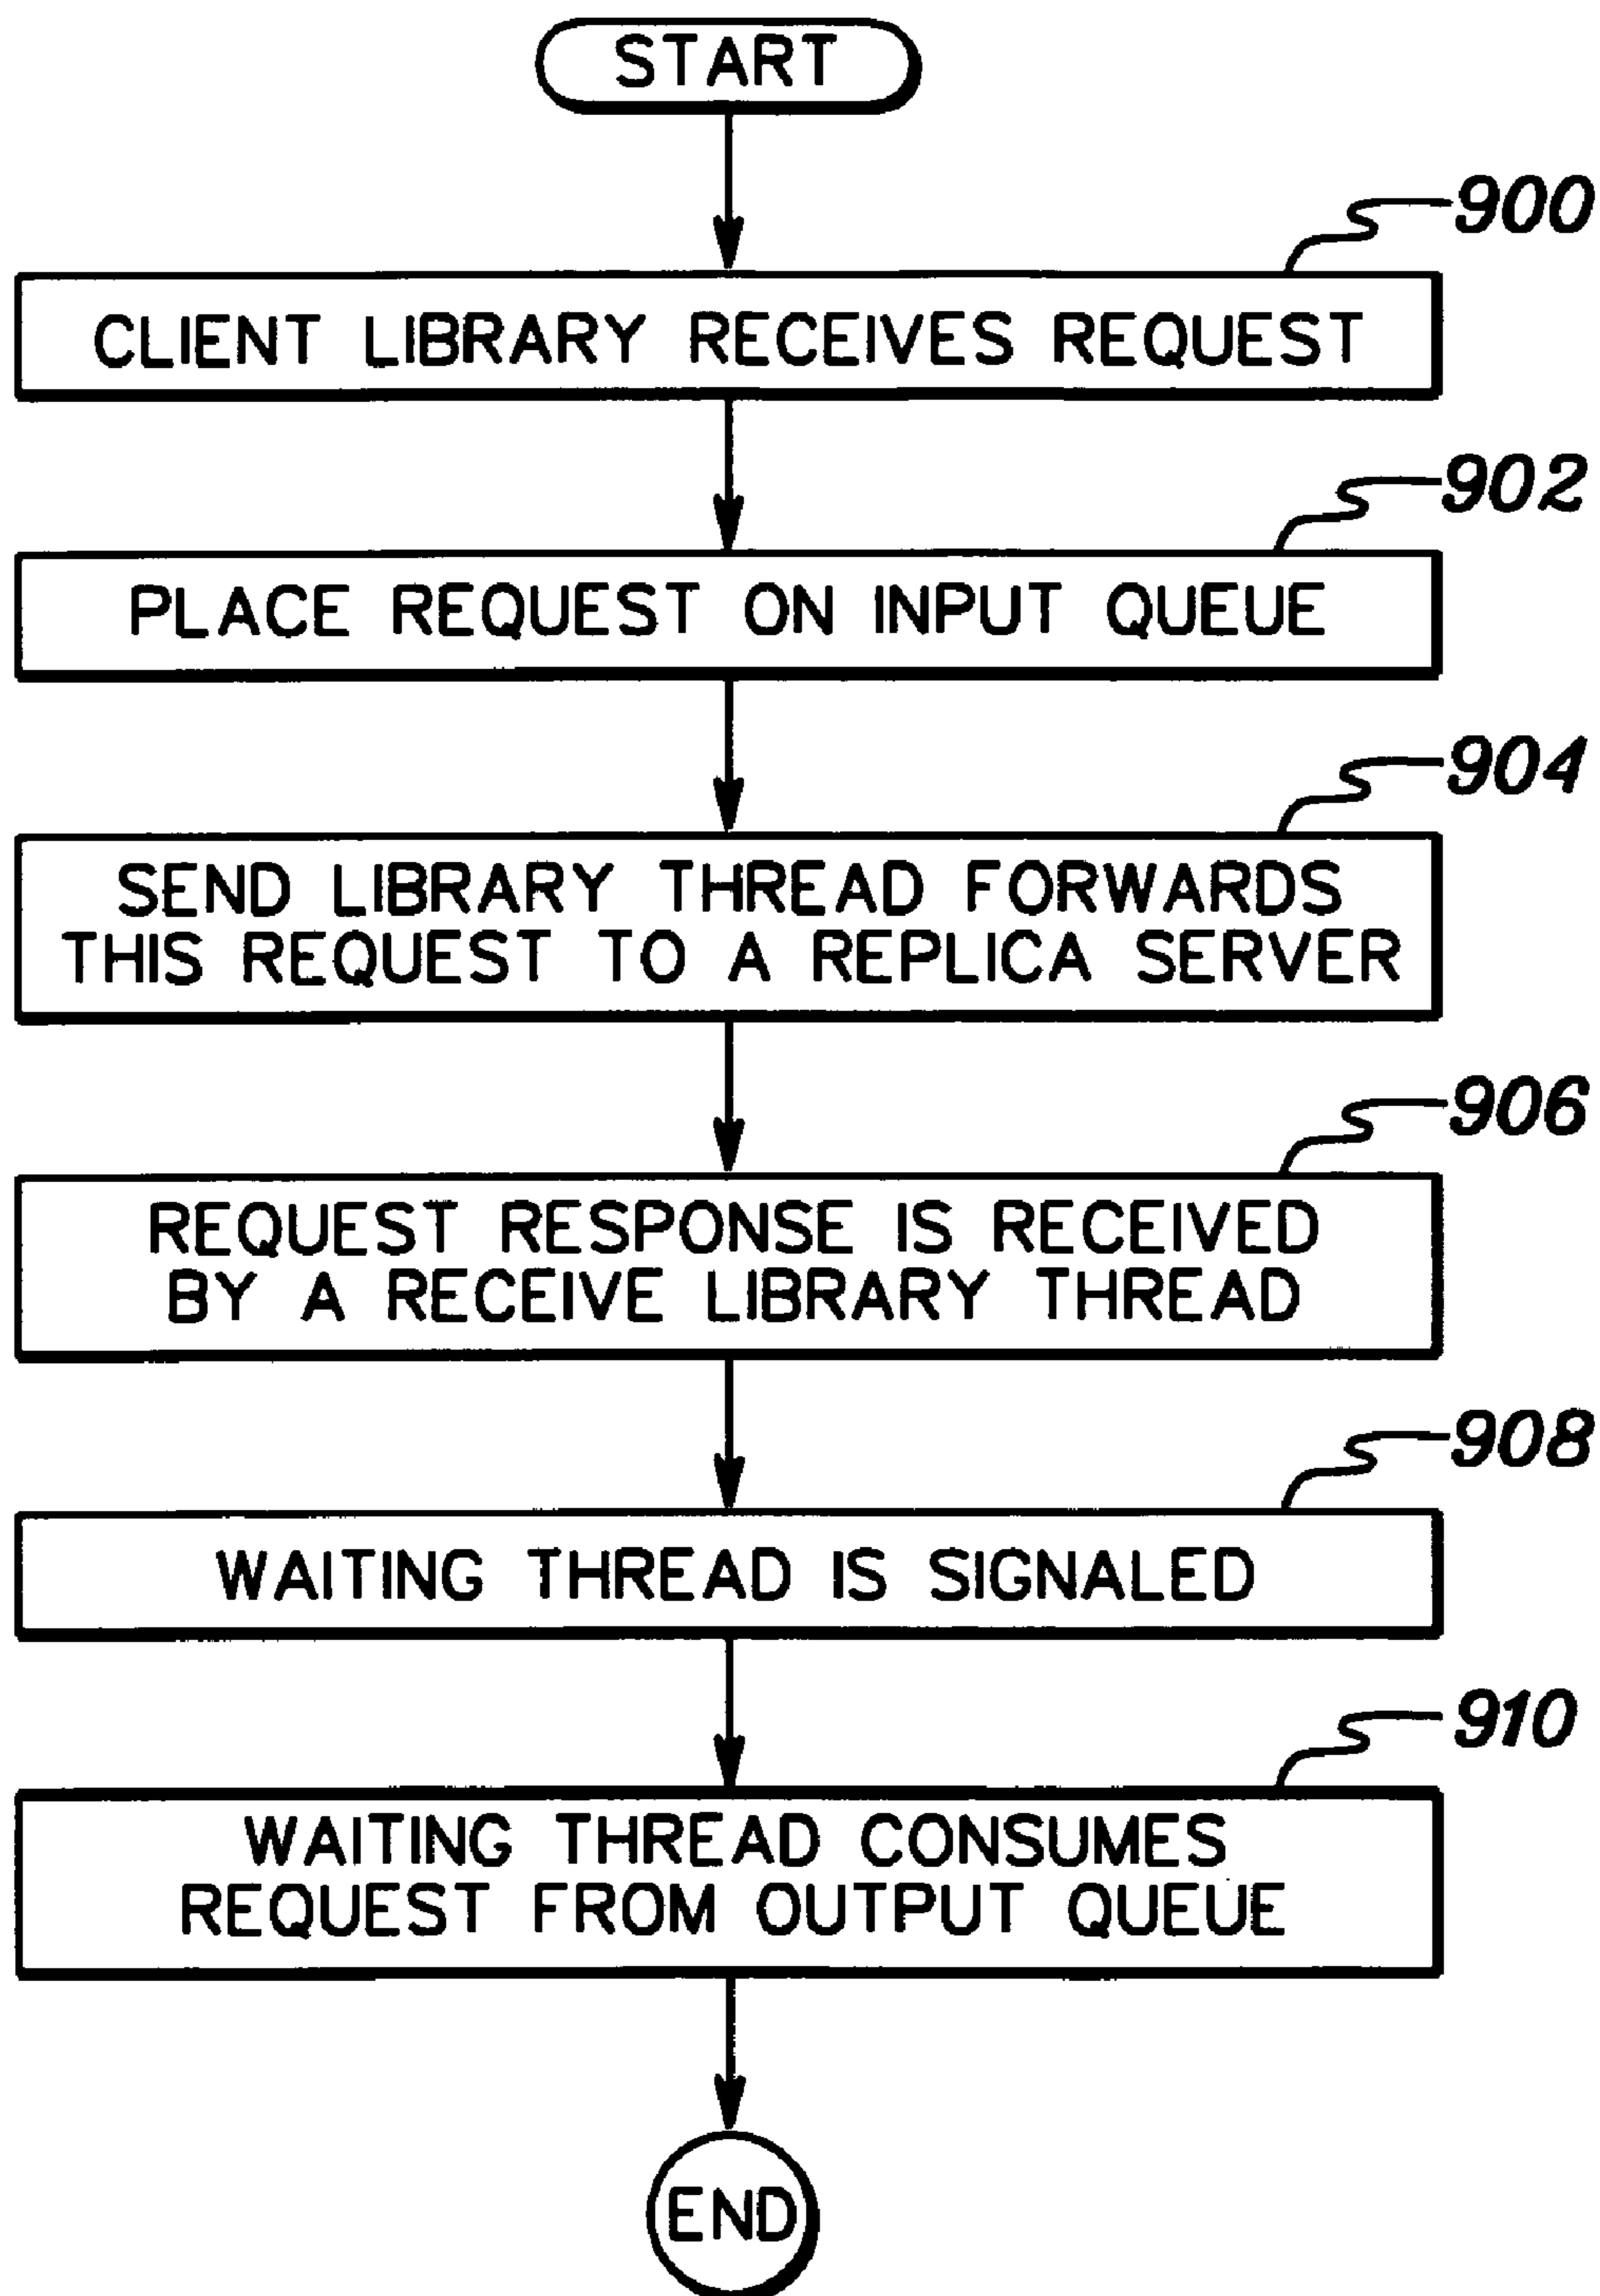 START
900
CLIENT LIBRARY RECEIVES REQUEST
902
PLACE REQUEST ON INPUT QUEUE
904
SEND LIBRARY THREAD FORWARDS
THIS REQUEST TO A REPLICA SERVER
906
REQUEST RESPONSE IS RECEIVED
BY A RECEIVE LIBRARY THREAD
908
WAITING THREAD IS SIGNALED
910
WAITING THREAD CONSUMES
REQUEST FROM OUTPUT QUEUE
END